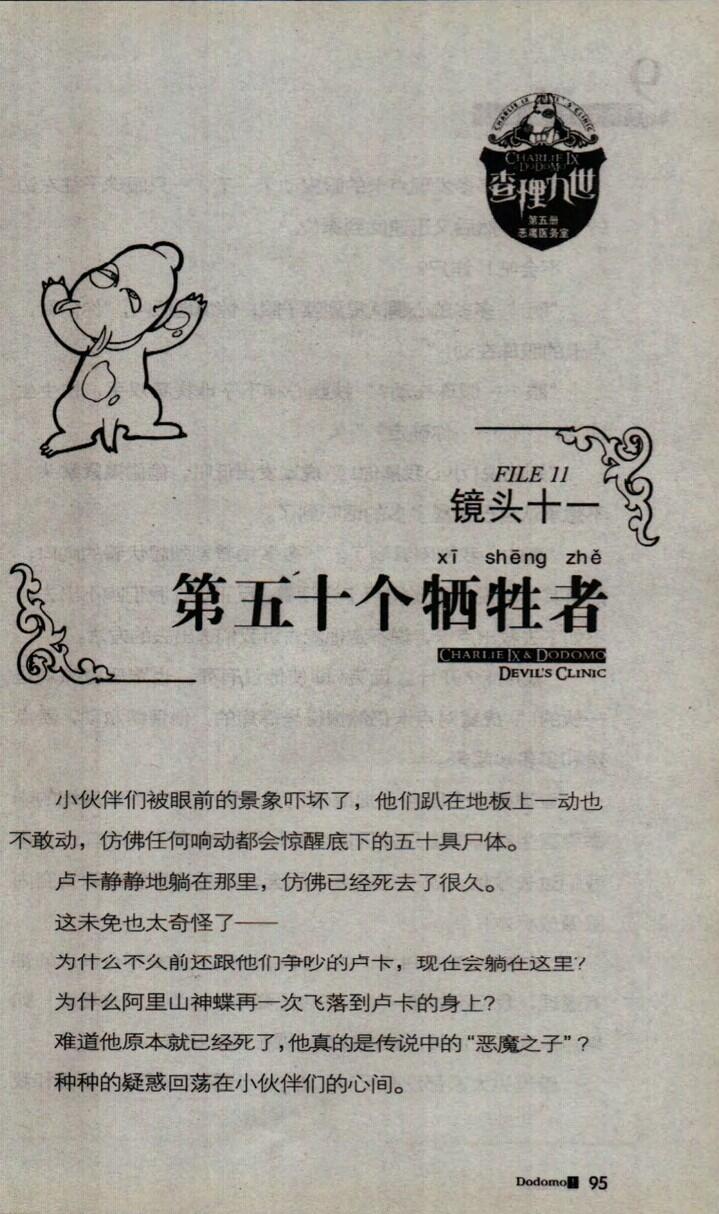 CHARLIE IX
& DODOMO
查理九世
第五册
恶魔医务室
FILE 11
镜头十一
xī shēng zhě
第五十个牺牲者
CHARLIE IX & DODOMO
DEVIL'S CLINIC
小伙伴们被眼前的景象吓坏了，他们趴在地板上一动也
不敢动，仿佛任何响动都会惊醒底下的五十具尸体。
卢卡静静地躺在那里，仿佛已经死去了很久。
这未免也太奇怪了——
为什么不久前还跟他们争吵的卢卡，现在会躺在这里？
为什么阿里山神蝶再一次飞落到卢卡的身上？
难道他原本就已经死了，他真的是传说中的“恶魔之子”？
种种的疑惑回荡在小伙伴们的心间。
Dodomo! 95